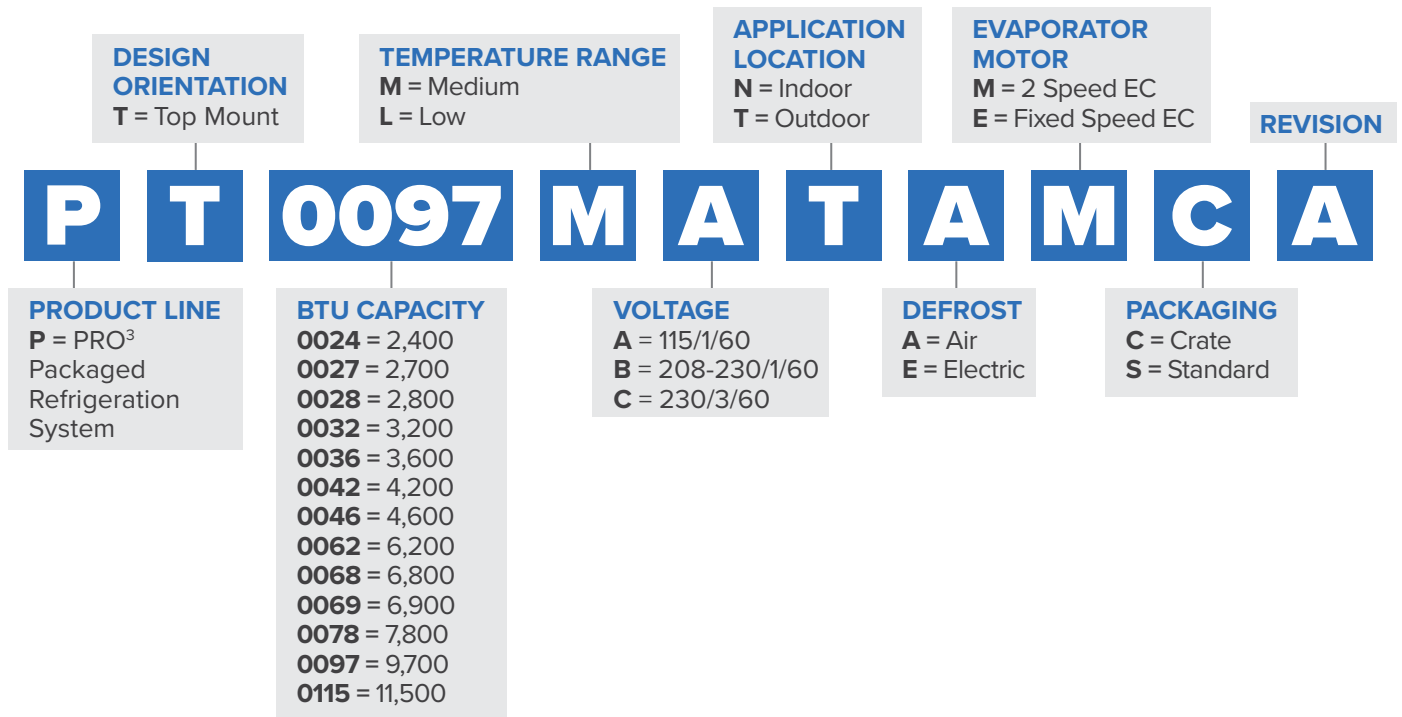 DESIGN
ORIENTATION
T = Top Mount
TEMPERATURE RANGE
M = Medium
L = Low
APPLICATION
LOCATION
N = Indoor
T = Outdoor
EVAPORATOR
MOTOR
M = 2 Speed EC
E = Fixed Speed EC
REVISION
P T 0097 M A T A M C A
PRODUCT LINE
P = PRO³
Packaged
Refrigeration
System
BTU CAPACITY
0024 = 2,400
0027 = 2,700
0028 = 2,800
0032 = 3,200
0036 = 3,600
0042 = 4,200
0046 = 4,600
0062 = 6,200
0068 = 6,800
0069 = 6,900
0078 = 7,800
0097 = 9,700
0115 = 11,500
VOLTAGE
A = 115/1/60
B = 208-230/1/60
C = 230/3/60
DEFROST
A = Air
E = Electric
PACKAGING
C = Crate
S = Standard